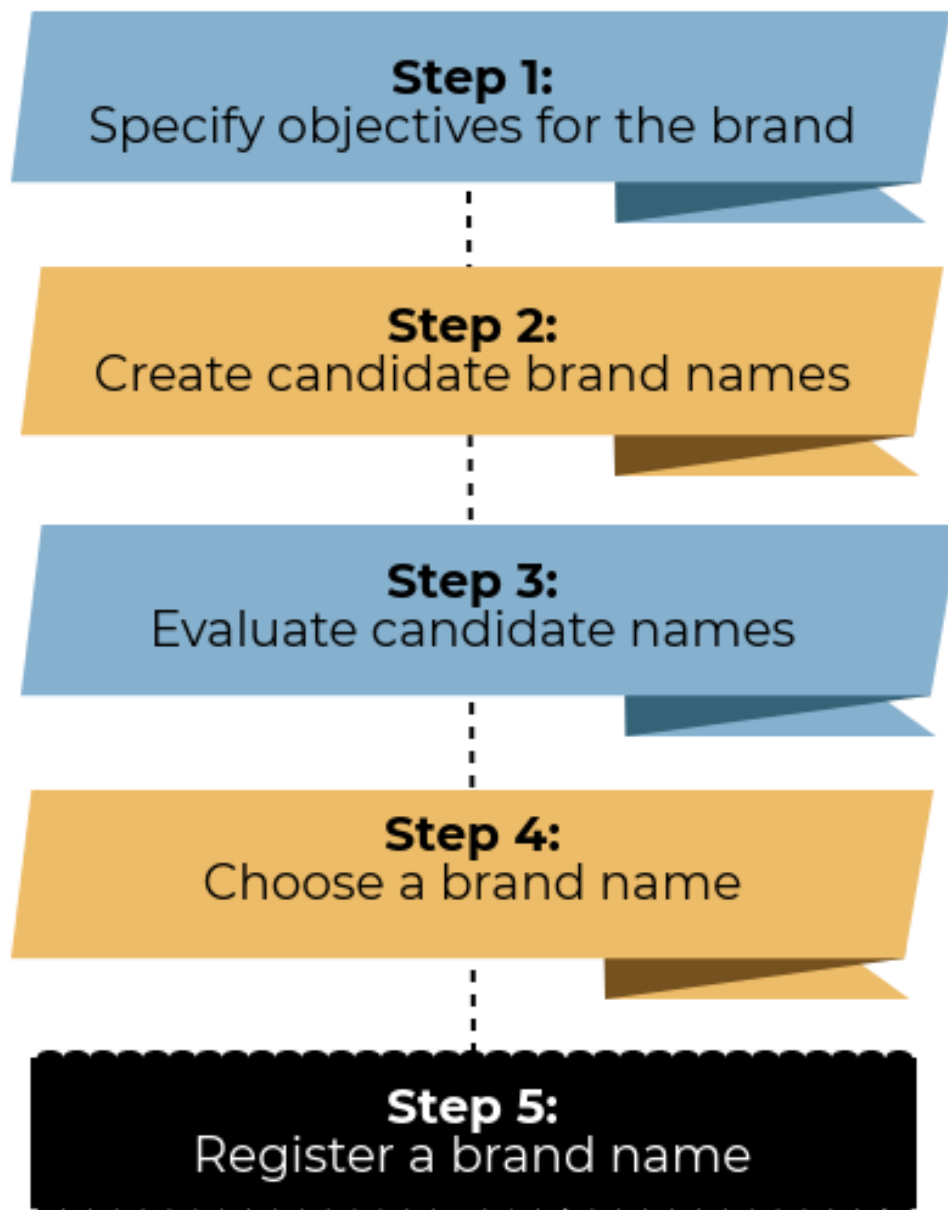 Step 1:
Specify objectives for the brand
Step 2:
Create candidate brand names
Step 3:
Evaluate candidate names
Step 4:
Choose a brand name
Step 5:
Register a brand name